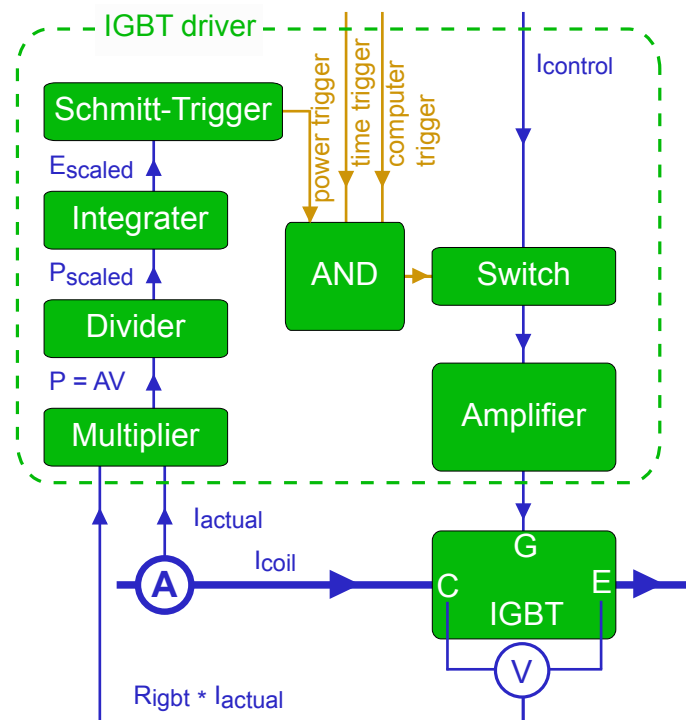 IGBT driver
Icontrol
Schmitt-Trigger
power trigger
time trigger
computer
trigger
Escaled
Integrater
AND
Switch
Pscaled
Divider
P = AV
Amplifier
Multiplier
Iactual
G
A
Icoil
C
E
IGBT
V
Rigbt * Iactual